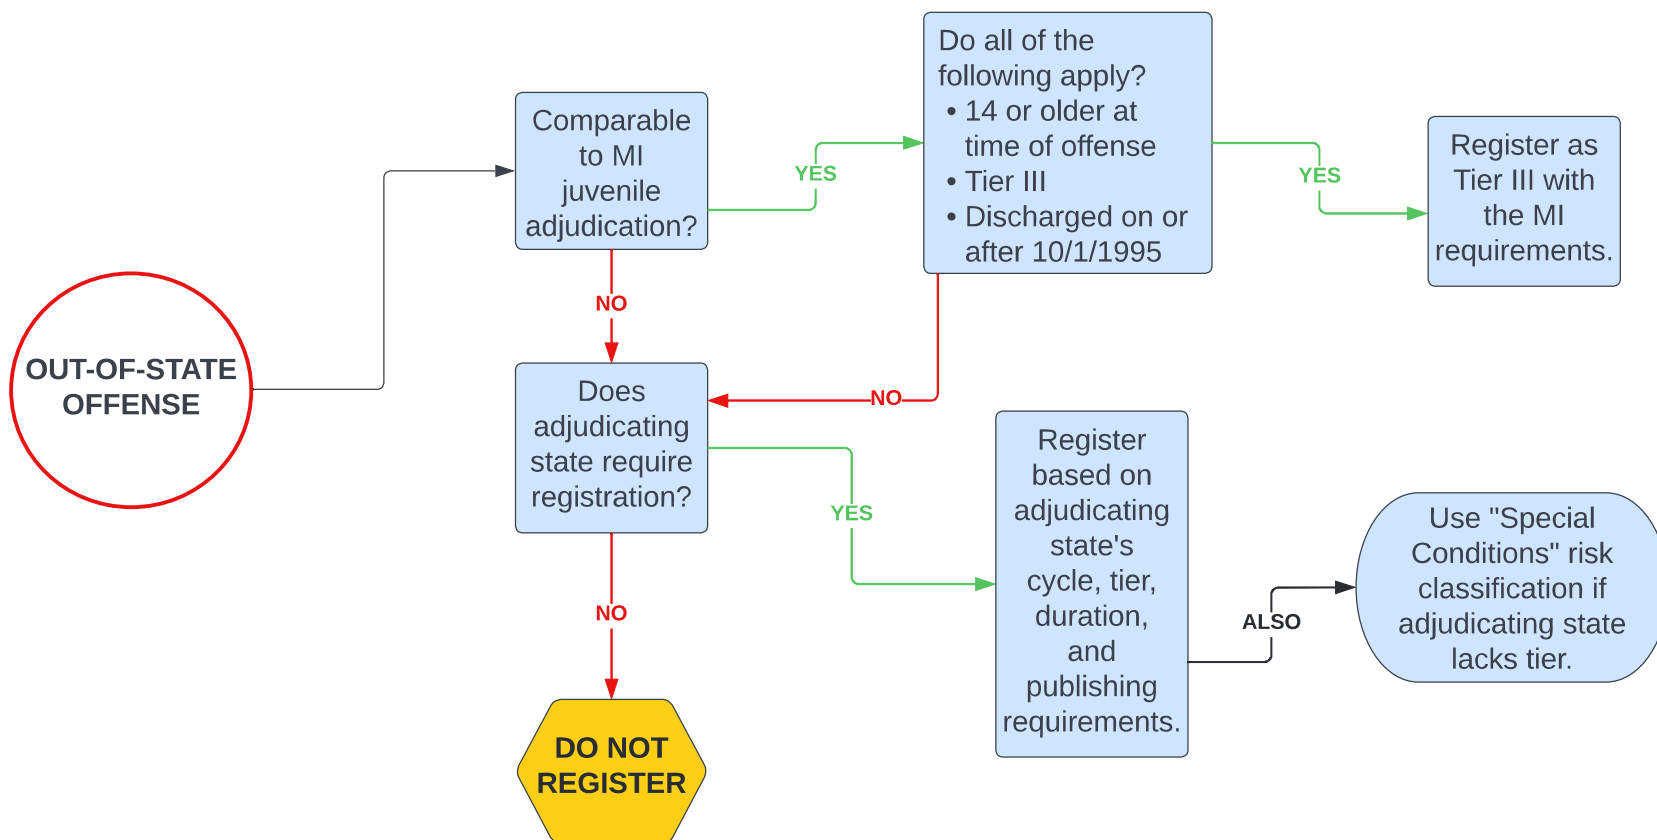 OUT-OF-STATE
OFFENSE
Comparable
to MI
juvenile
adjudication?
YES
Do all of the
following apply?
• 14 or older at
time of offense
• Tier III
• Discharged on or
after 10/1/1995
YES
Register as
Tier III with
the MI
requirements.
NO
NO
Does
adjudicating
state require
registration?
YES
Register
based on
adjudicating
state's
cycle, tier,
duration,
and
publishing
requirements.
ALSO
Use "Special
Conditions" risk
classification if
adjudicating state
lacks tier.
NO
DO NOT
REGISTER